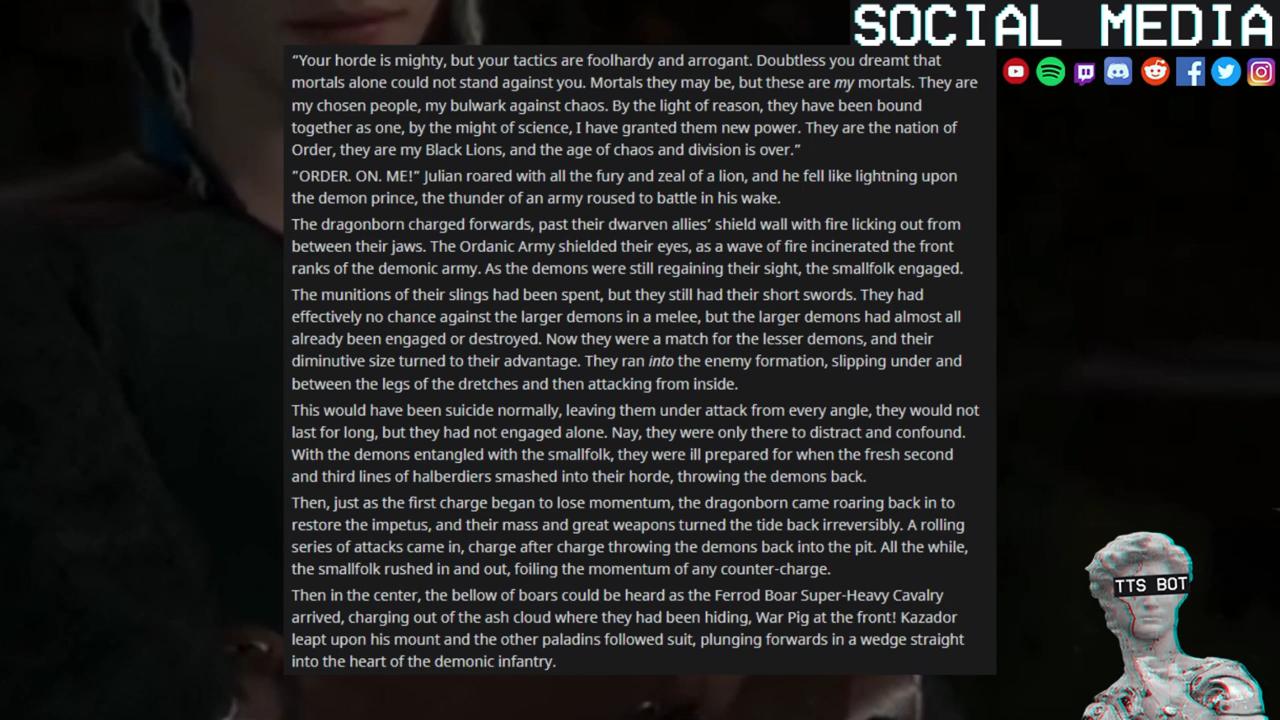 SOCIAL MEDIA
“Your horde is mighty, but your tactics are foolhardy and arrogant. Doubtless you dreamt that
mortals alone could not stand against you. Mortals they may be, but these are my mortals. They are
my chosen people, my bulwark against chaos. By the light of reason, they have been bound
together as one, by the might of science, I have granted them new power. They are the nation of
Order, they are my Black Lions, and the age of chaos and division is over.”
“ORDER. ON. ME!” Julian roared with all the fury and zeal of a lion, and he fell like lightning upon
the demon prince, the thunder of an army roused to battle in his wake.
The dragonborn charged forwards, past their dwarven allies’ shield wall with fire licking out from
between their jaws. The Ordanic Army shielded their eyes, as a wave of fire incinerated the front
ranks of the demonic army. As the demons were still regaining their sight, the smallfolk engaged.
The munitions of their slings had been spent, but they still had their short swords. They had
effectively no chance against the larger demons in a melee, but the larger demons had almost all
already been engaged or destroyed. Now they were a match for the lesser demons, and their
diminutive size turned to their advantage. They ran into the enemy formation, slipping under and
between the legs of the dretches and then attacking from inside.
This would have been suicide normally, leaving them under attack from every angle, they would not
last for long, but they had not engaged alone. Nay, they were only there to distract and confound.
With the demons entangled with the smallfolk, they were ill prepared for when the fresh second
and third lines of halberdiers smashed into their horde, throwing the demons back.
Then, just as the first charge began to lose momentum, the dragonborn came roaring back in to
restore the impetus, and their mass and great weapons turned the tide back irreversibly. A rolling
series of attacks came in, charge after charge throwing the demons back into the pit. All the while,
the smallfolk rushed in and out, foiling the momentum of any counter-charge.
Then in the center, the bellow of boars could be heard as the Ferrod Boar Super-Heavy Cavalry
arrived, charging out of the ash cloud where they had been hiding, War Pig at the front! Kazador
leapt upon his mount and the other paladins followed suit, plunging forwards in a wedge straight
into the heart of the demonic infantry.
TTS BOT